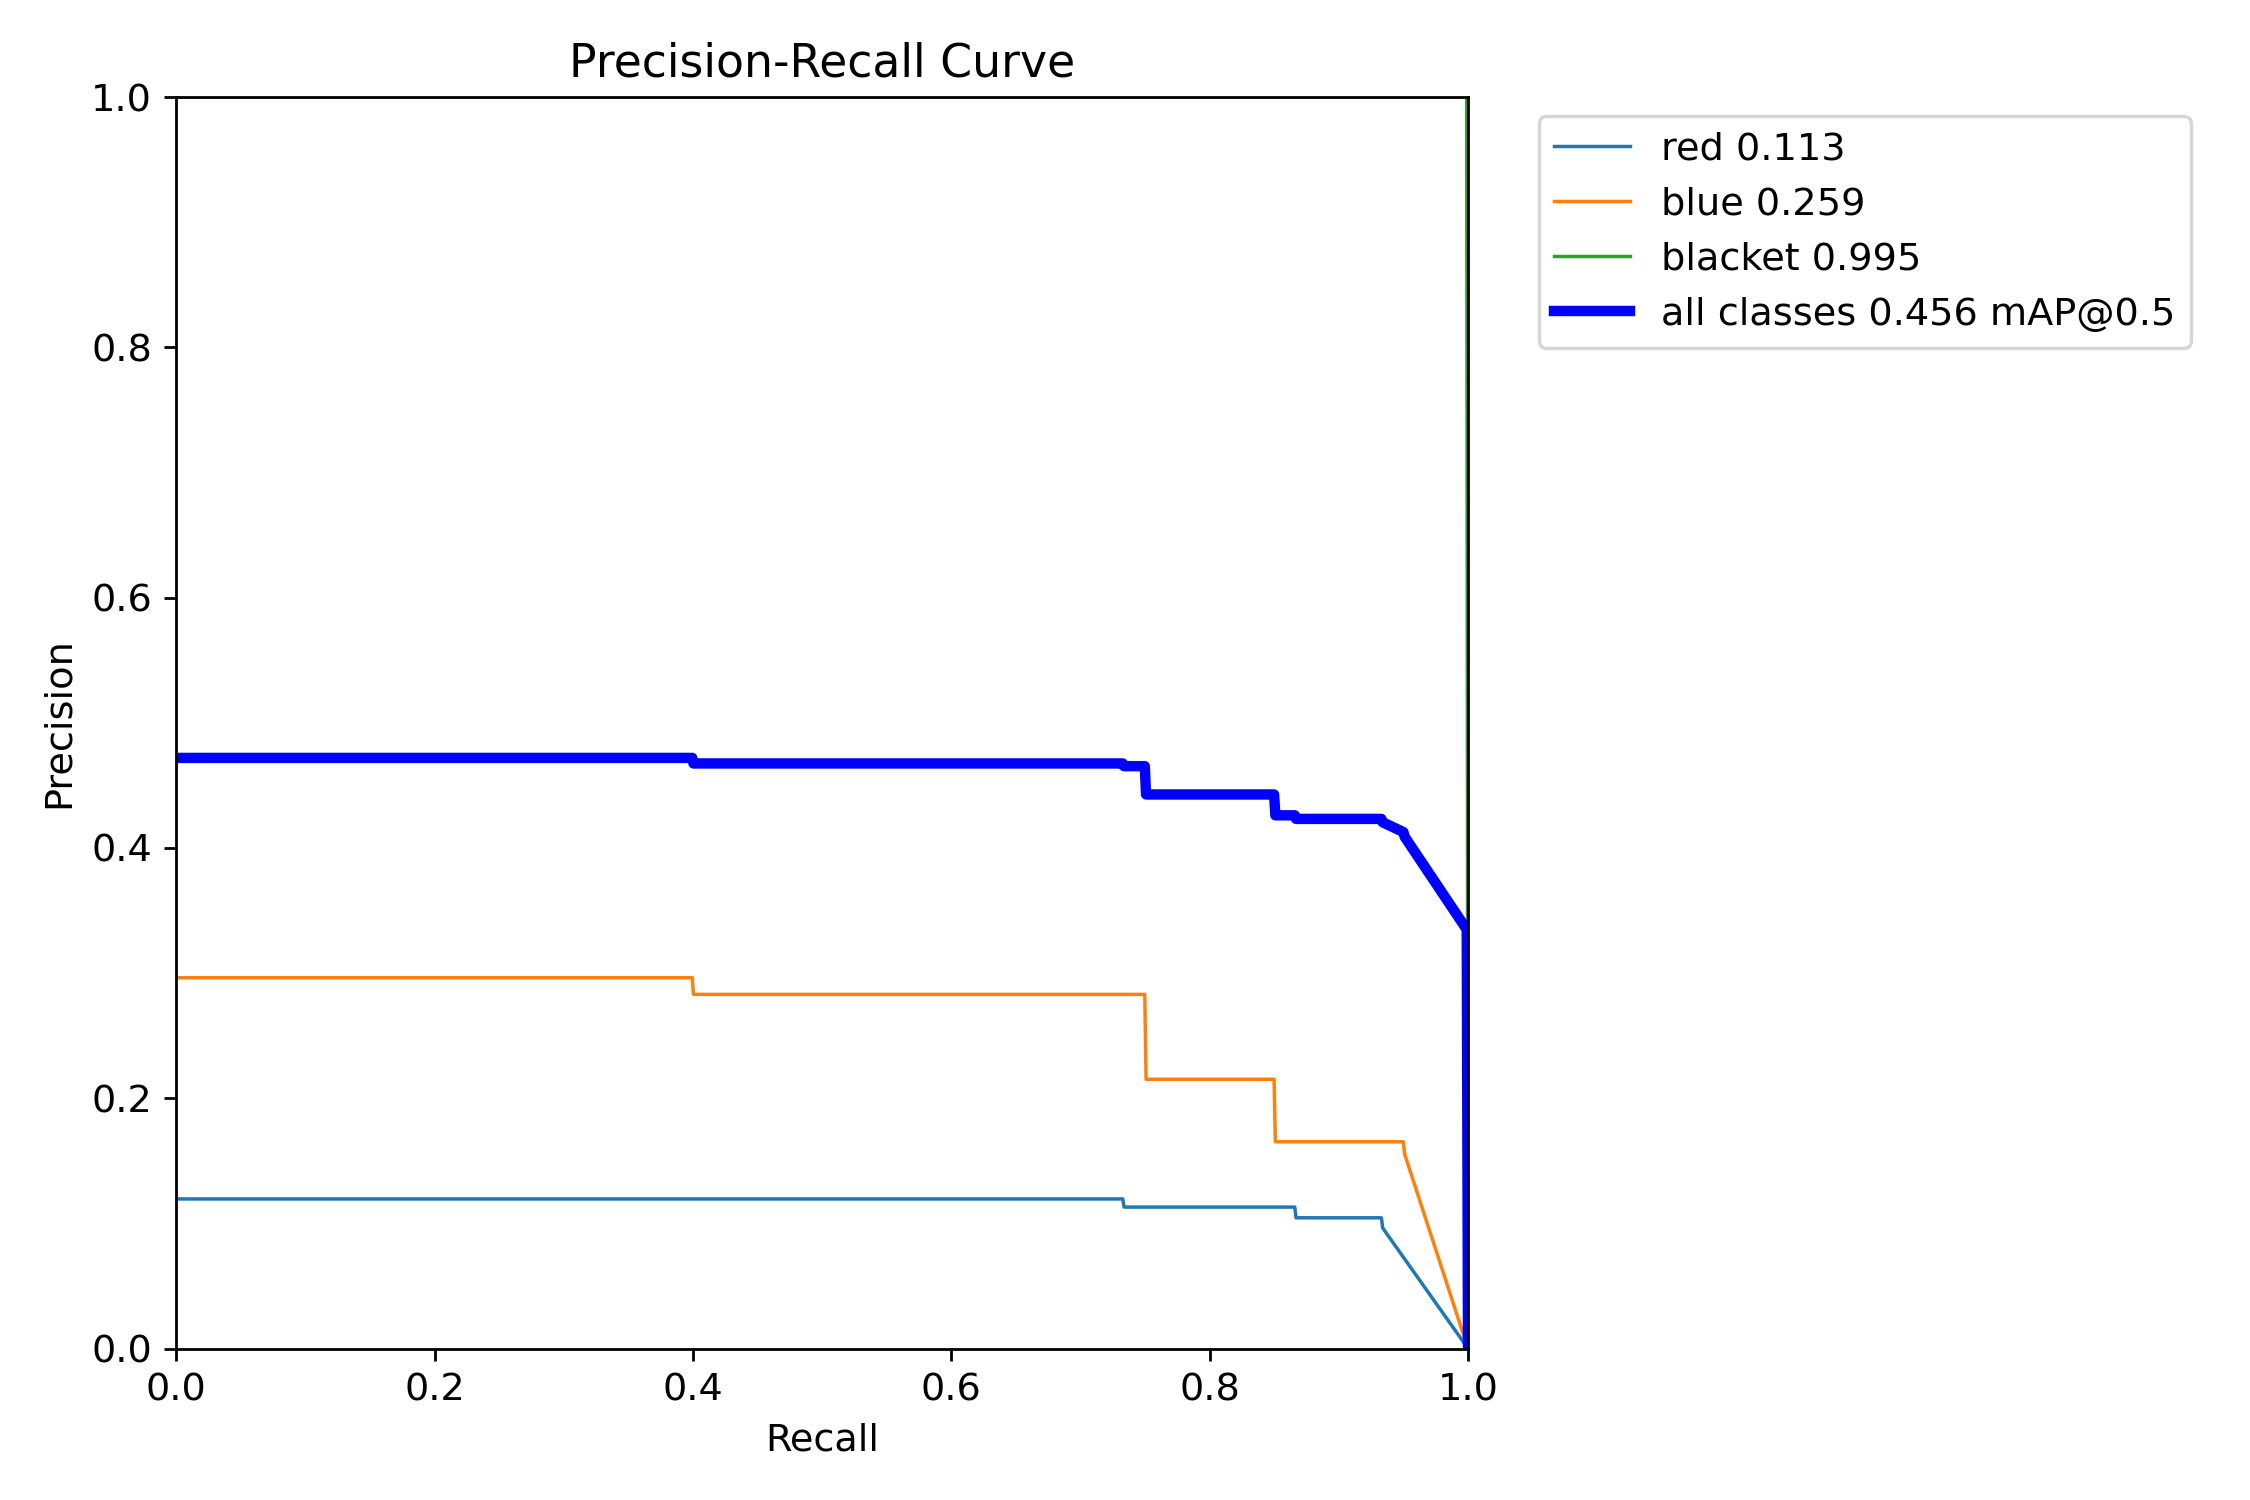 Precision-Recall Curve
1.0
0.8
0.6
0.4
0.2
0.0
Precision
0.0 0.2 0.4 0.6 0.8 1.0
Recall
red 0.113
blue 0.259
blacket 0.995
all classes 0.456 mAP@0.5